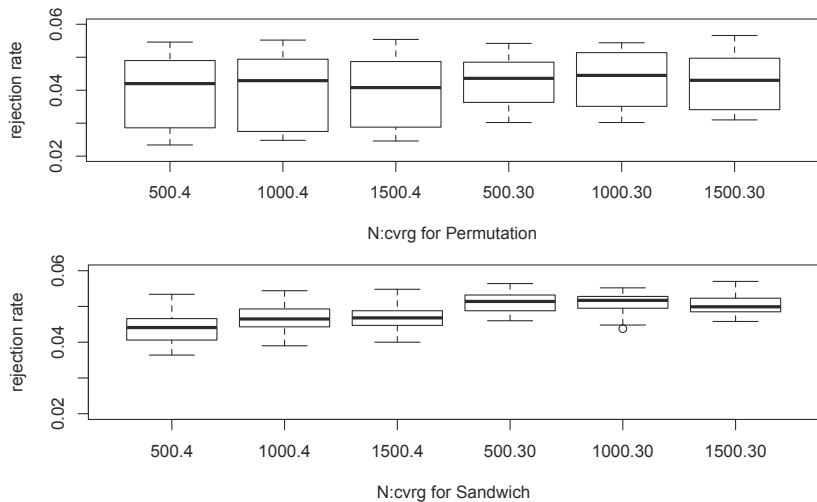 rejection rate
0.02 0.04 0.06
500.4 1000.4 1500.4 500.30 1000.30 1500.30
N:cvrg for Permutation
rejection rate
0.02 0.04 0.06
500.4 1000.4 1500.4 500.30 1000.30 1500.30
N:cvrg for Sandwich